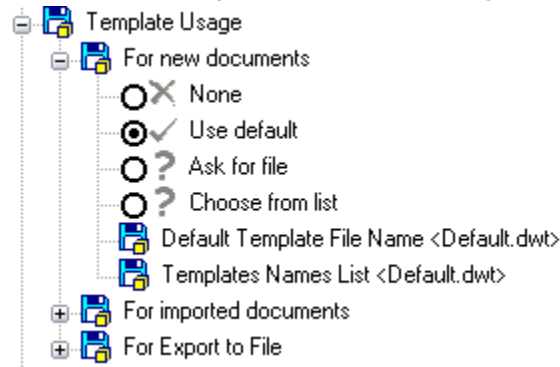 Template Usage
For new documents
None
Use default
Ask for file
Choose from list
Default Template File Name <Default.dwt>
Templates Names List <Default.dwt>
For imported documents
For Export to File